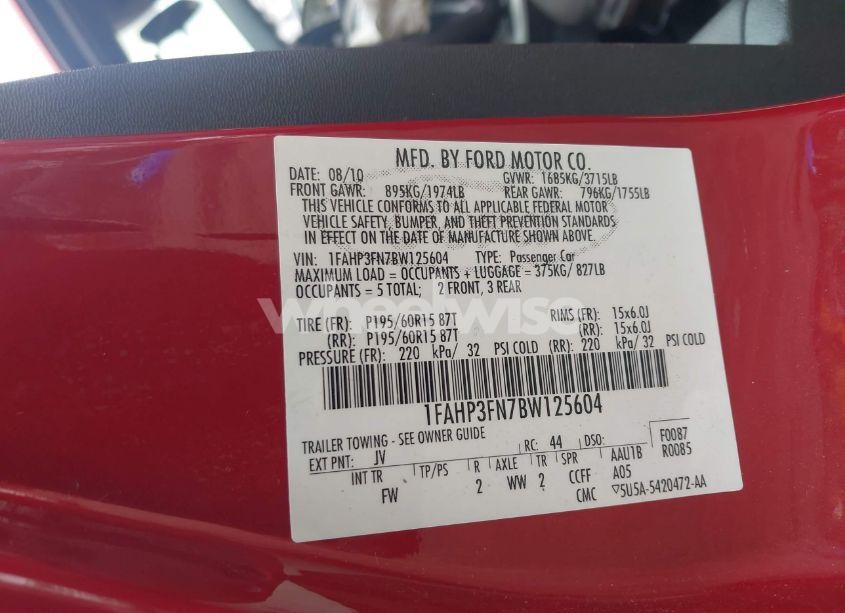 MFD. BY FORD MOTOR CO.
DATE: 08/10 GVWR: 1685KG/3715LB
FRONT GAWR: 895KG/1974LB REAR GAWR: 796KG/1755LB
THIS VEHICLE CONFORMS TO ALL APPLICABLE FEDERAL MOTOR
VEHICLE SAFETY, BUMPER, AND THEFT PREVENTION STANDARDS
IN EFFECT ON THE DATE OF MANUFACTURE SHOWN ABOVE.
VIN: 1FAHP3FN7BW125604 TYPE: Passenger Car
MAXIMUM LOAD = OCCUPANTS + LUGGAGE = 375KG/ 827LB
OCCUPANTS = 5 TOTAL; 2 FRONT, 3 REAR
wheelwise
TIRE (FR): P195/60R15 87T RIMS (FR): 15x6.0J
(RR): P195/60R15 87T (RR): 15x6.0J
PRESSURE (FR): 220 kPa/ 32 PSI COLD (RR): 220 kPa/ 32 PSI COLD
1FAHP3FN7BW125604
TRAILER TOWING - SEE OWNER GUIDE RC: 44 DSO: F0087
EXT PNT: JV R0085
INT TR TP/PS R AXLE TR SPR AAU1B
FW 2 WW 2 CCFF A05
CMC ▽5U5A-5420472-AA